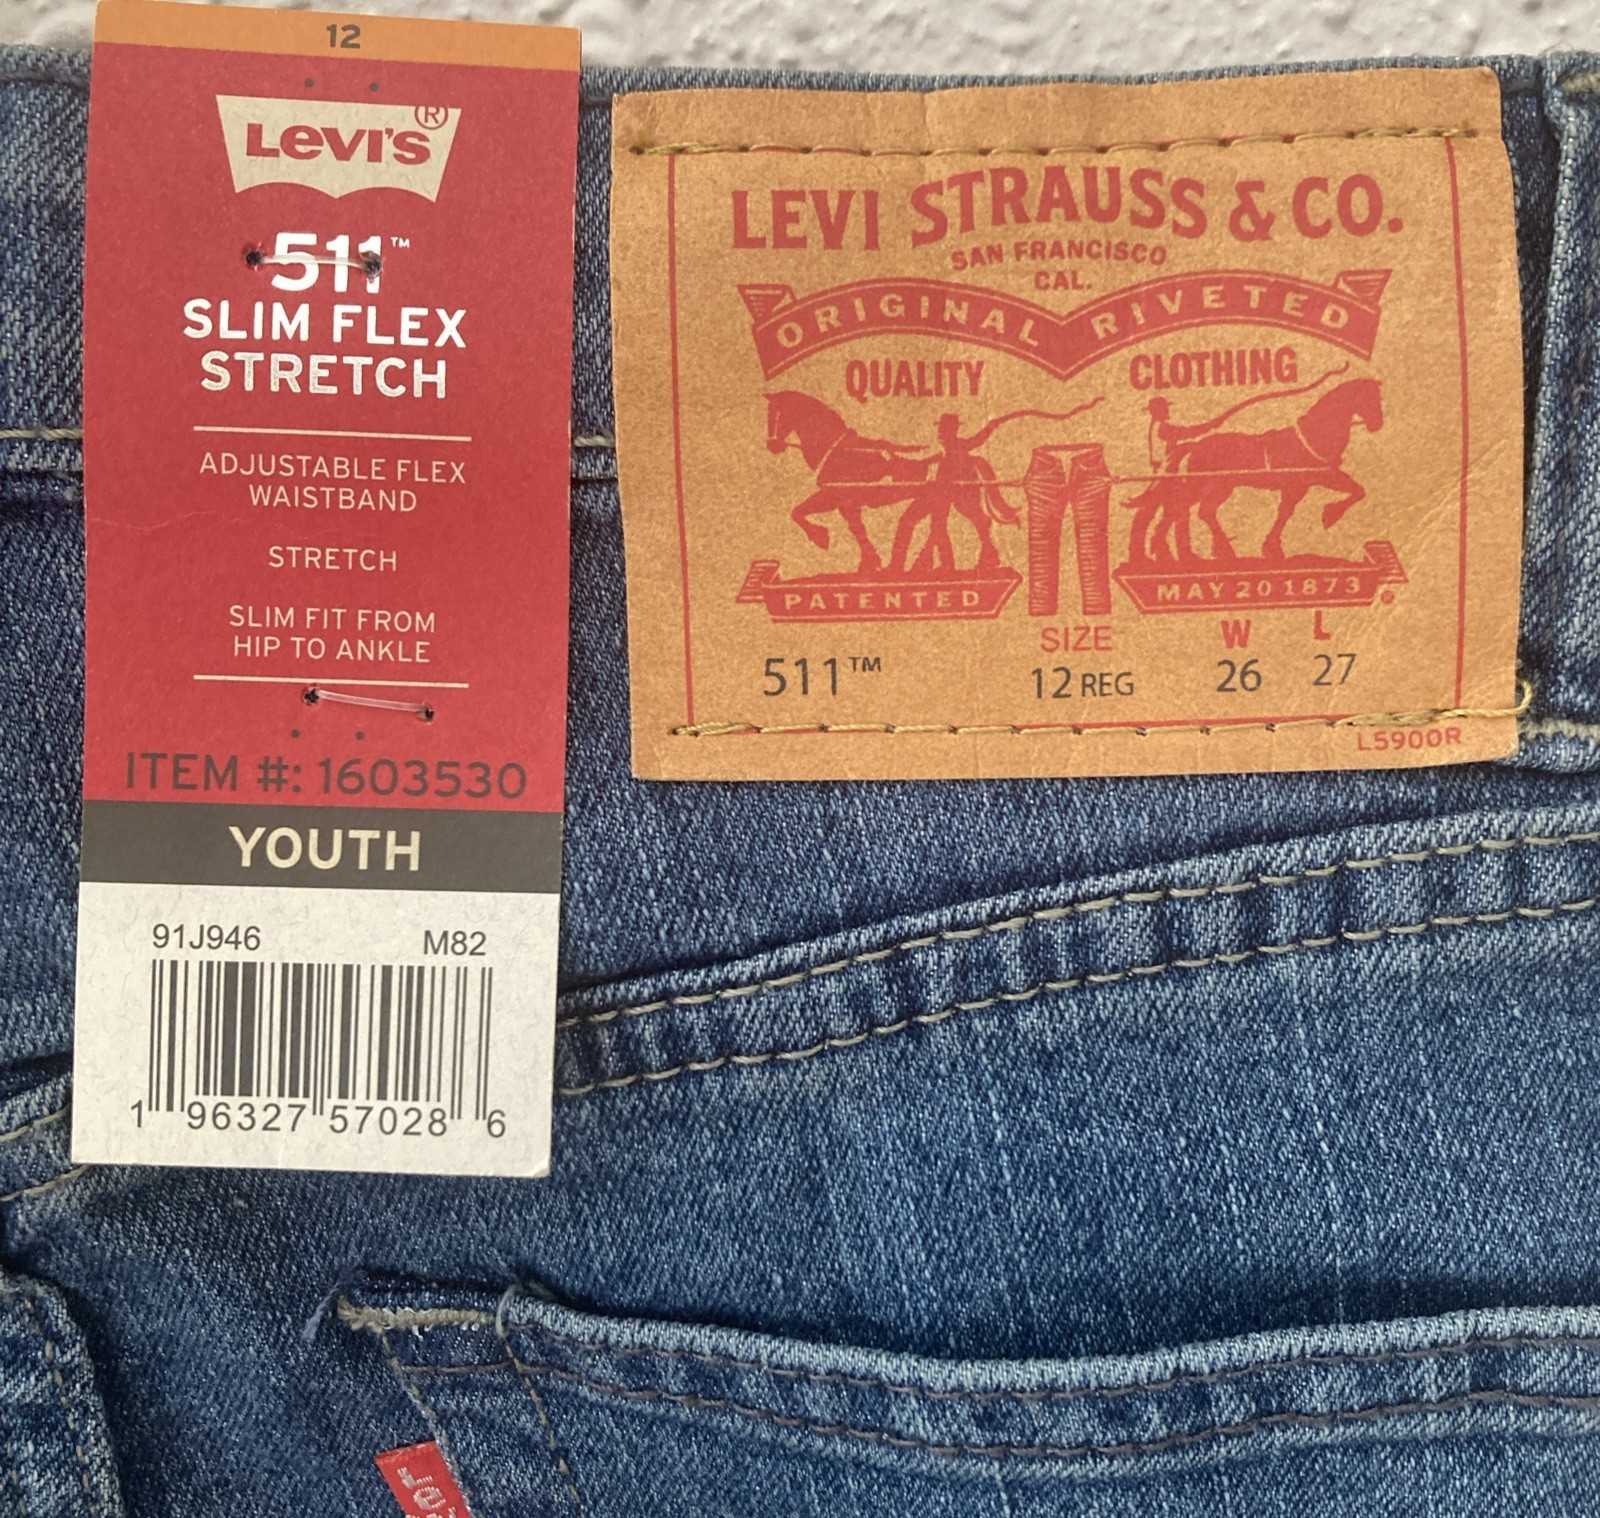 12
LEVI'S®
511™
SLIM FLEX
STRETCH
ADJUSTABLE FLEX
WAISTBAND
STRETCH
SLIM FIT FROM
HIP TO ANKLE
ITEM #: 1603530
YOUTH
91J946 M82
1 96327 57028 6
LEVI STRAUSS & CO.
SAN FRANCISCO
CAL.
ORIGINAL RIVETED
QUALITY CLOTHING
PATENTED MAY 20 1873 ®
SIZE W L
511™ 12 REG 26 27
L5900R